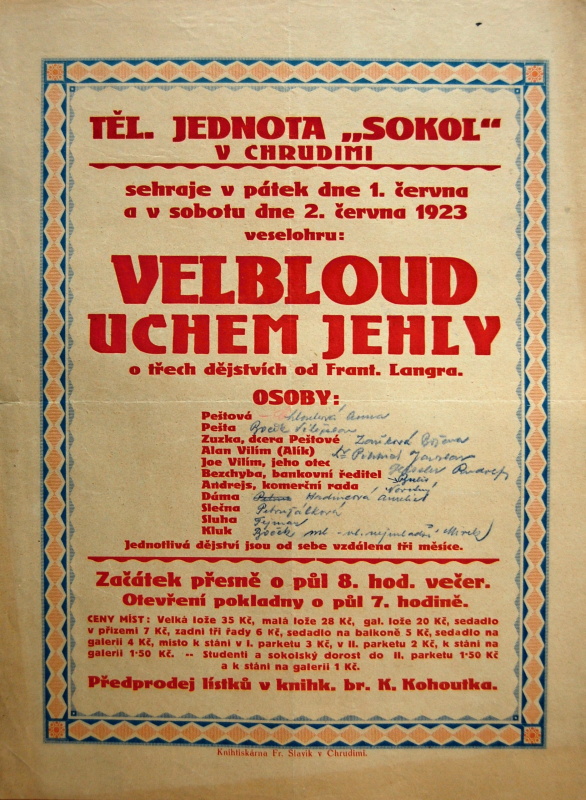 TĚL. JEDNOTA „SOKOL“
V CHRUDIMI
sehraje v pátek dne 1. června
a v sobotu dne 2. června 1923
veselohru:
VELBLOUD
UCHEM JEHLY
o třech dějstvích od Frant. Langra.
OSOBY:
Peštová Anna
Pešta
Zuzka, dcera Peštové Božena
Alan Vilím (Alík) Jaroslav
Joe Vilím, jeho otec
Bezchyba, bankovní ředitel Rudolf
Andrejs, komerční rada
Dáma
Slečna
Sluha
Kluk
Jednotlivá dějství jsou od sebe vzdálena tři měsíce.
Začátek přesně o půl 8. hod. večer.
Otevření pokladny o půl 7. hodině.
CENY MÍST: Velká lože 35 Kč, malá lože 28 Kč, gal. lože 20 Kč, sedadlo
v přízemí 7 Kč, zadní tři řady 6 Kč, sedadlo na balkoně 5 Kč, sedadlo na
galerii 4 Kč, místo k stání v I. parketu 3 Kč, v II. parketu 2 Kč, k stání na
galerii 1·50 Kč. -- Studenti a sokolský dorost do II. parketu 1·50 Kč
a k stání na galerii 1 Kč.
Předprodej lístků v knihk. br. K. Kohoutka.
Knihtiskárna Fr. Slavík v Chrudimi.